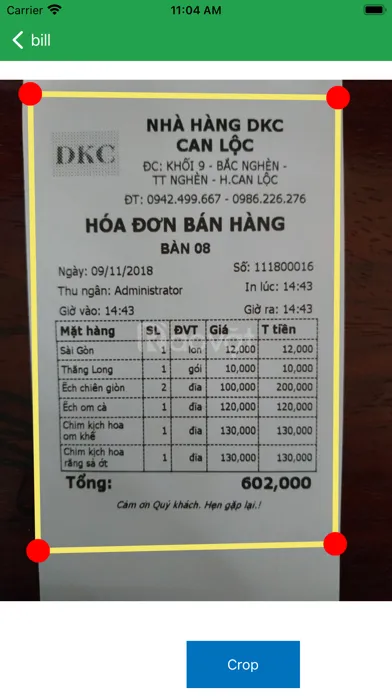 Carrier 11:04 AM
bill
DKC
NHÀ HÀNG DKC
CAN LỘC
ĐC: KHỐI 9 - BẮC NGHÈN -
TT NGHÈN - H.CAN LỘC
ĐT: 0942.499.667 - 0986.226.276
HÓA ĐƠN BÁN HÀNG
BÀN 08
Ngày: 09/11/2018 Số: 111800016
Thu ngân: Administrator In lúc: 14:43
Giờ vào: 14:43 Giờ ra: 14:43
Mặt hàng SL ĐVT Giá T tiền
Sài Gòn 1 lon 12,000 12,000
Thăng Long 1 gói 10,000 10,000
Ếch chiên giòn 2 đĩa 100,000 200,000
Ếch om cà 1 đĩa 120,000 120,000
Chim kịch hoa
om khế 1 đĩa 130,000 130,000
Chim kịch hoa
rằng sả ớt 1 đĩa 130,000 130,000
Tổng: 602,000
Cảm ơn Quý khách. Hẹn gặp lại.!
Crop